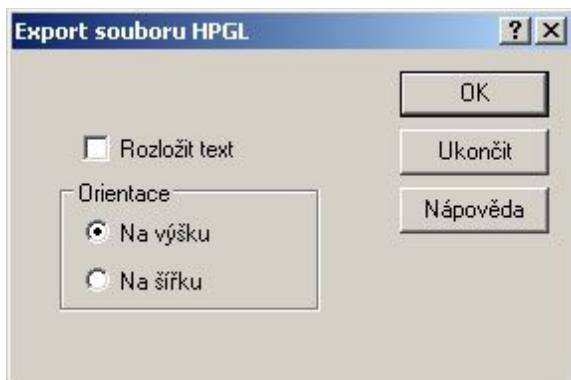 Export souboru HPGL
OK
Rozložit text
Ukončit
Orientace
Nápověda
Na výšku
Na šířku